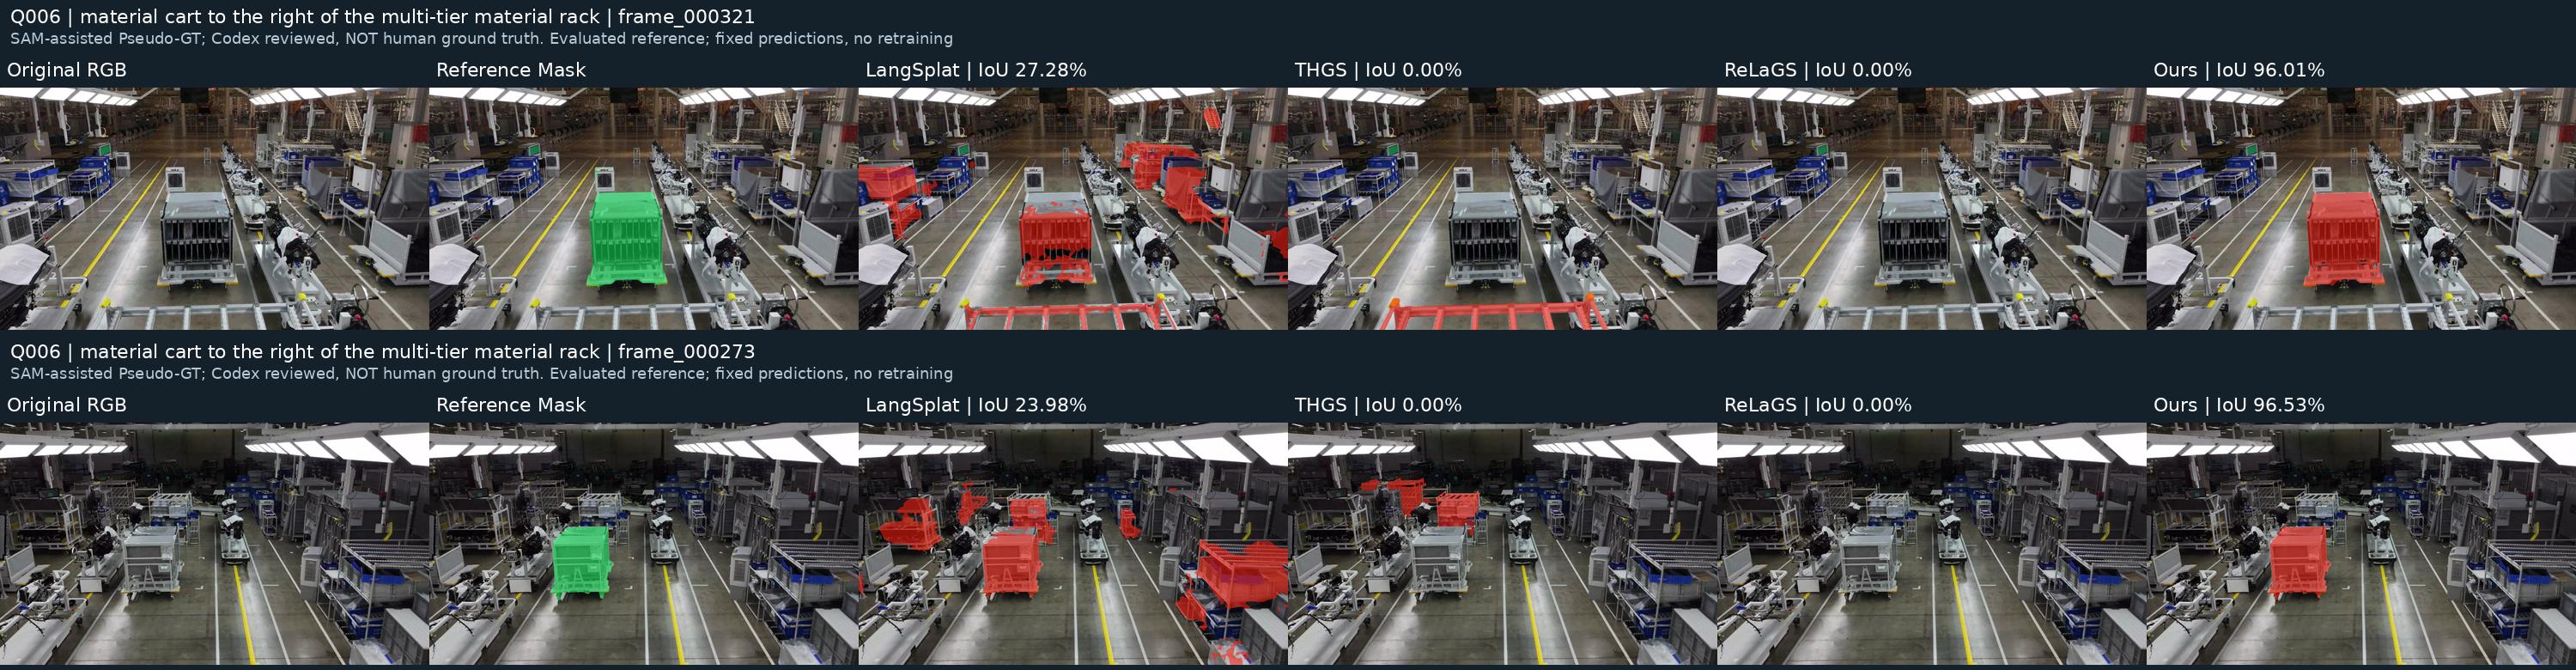 Q006 | material cart to the right of the multi-tier material rack | frame_000321
SAM-assisted Pseudo-GT; Codex reviewed, NOT human ground truth. Evaluated reference; fixed predictions, no retraining
Original RGB
Reference Mask
LangSplat | IoU 27.28%
THGS | IoU 0.00%
ReLaGS | IoU 0.00%
Ours | IoU 96.01%
Q006 | material cart to the right of the multi-tier material rack | frame_000273
SAM-assisted Pseudo-GT; Codex reviewed, NOT human ground truth. Evaluated reference; fixed predictions, no retraining
Original RGB
Reference Mask
LangSplat | IoU 23.98%
THGS | IoU 0.00%
ReLaGS | IoU 0.00%
Ours | IoU 96.53%